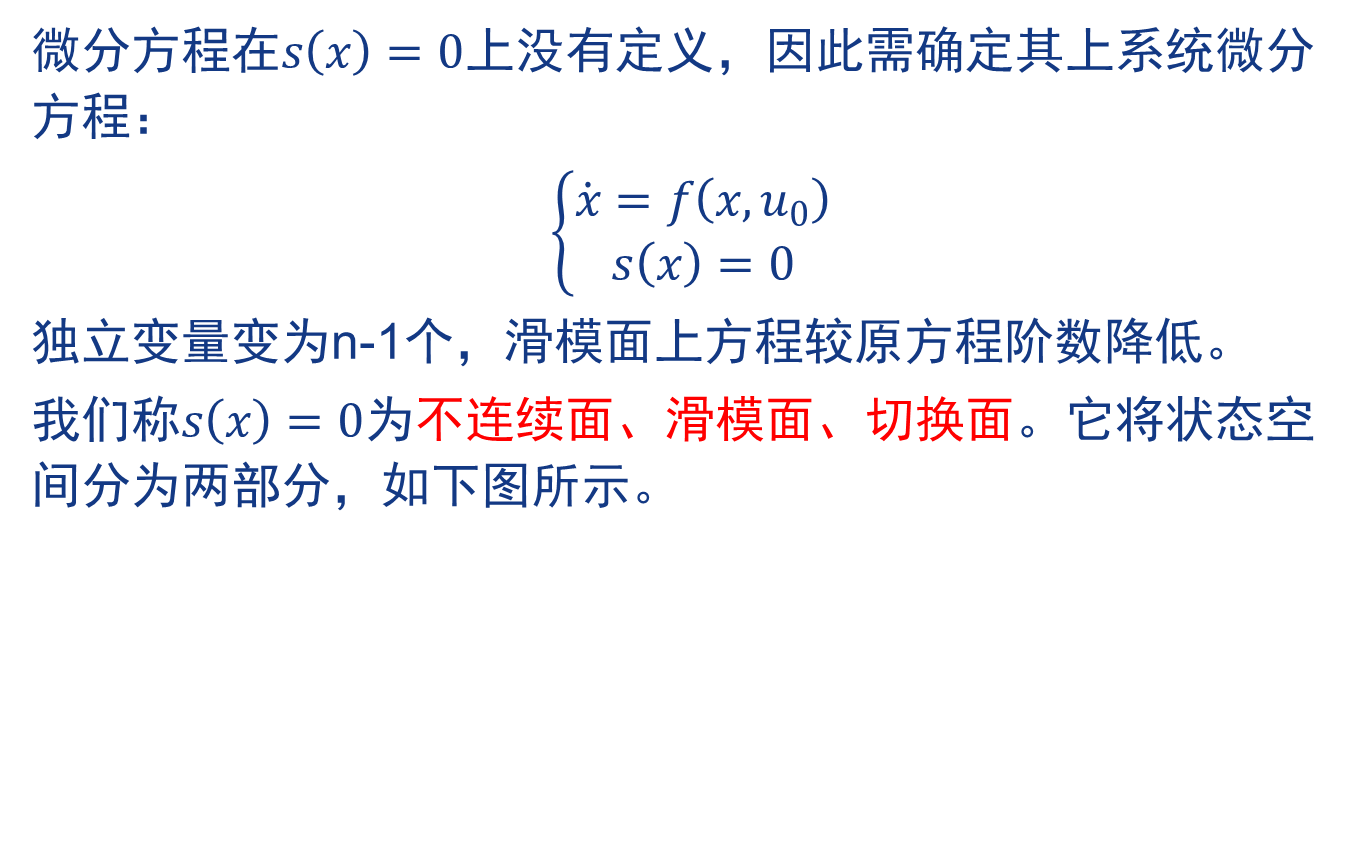 微分方程在s(x) = 0上没有定义，因此需确定其上系统微分
方程：
ẋ = f(x, u₀)
s(x) = 0
独立变量变为n-1个，滑模面上方程较原方程阶数降低。
我们称s(x) = 0为不连续面、滑模面、切换面。它将状态空
间分为两部分，如下图所示。